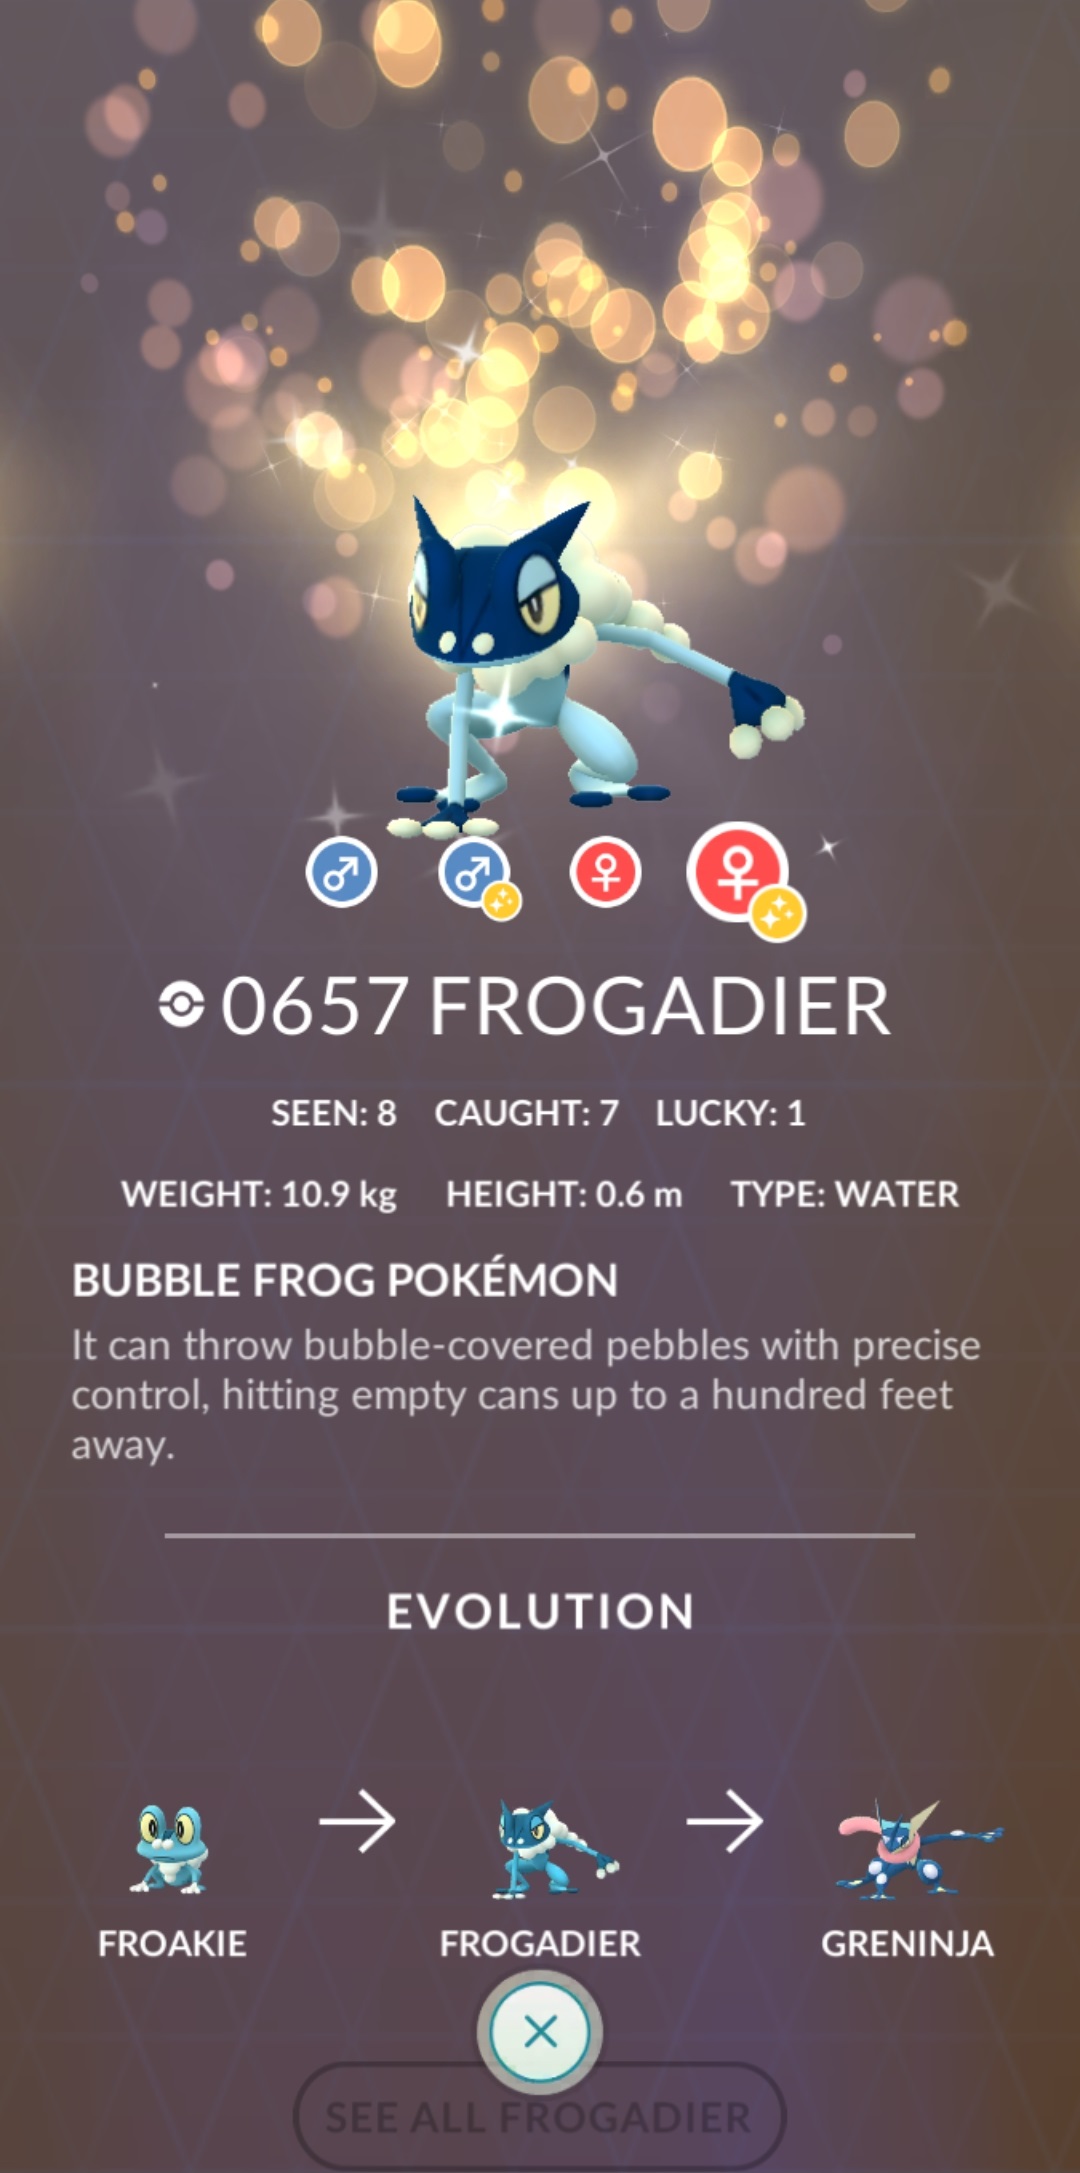 0657 FROGADIER
SEEN: 8 CAUGHT: 7 LUCKY: 1
WEIGHT: 10.9 kg HEIGHT: 0.6 m TYPE: WATER
BUBBLE FROG POKÉMON
It can throw bubble-covered pebbles with precise
control, hitting empty cans up to a hundred feet
away.
EVOLUTION
FROAKIE FROGADIER GRENINJA
SEE ALL FROGADIER